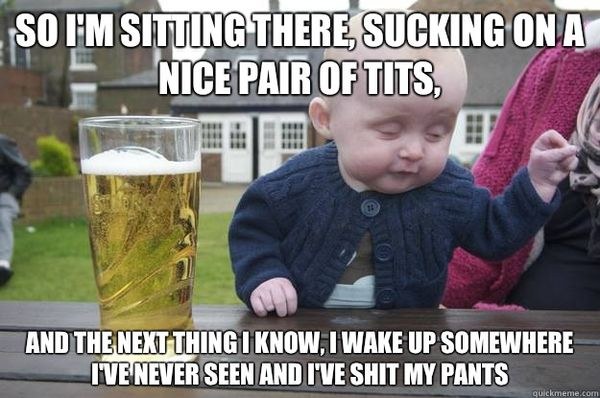 SO I'M SITTING THERE, SUCKING ON A
NICE PAIR OF TITS,
AND THE NEXT THING I KNOW, I WAKE UP SOMEWHERE
I'VE NEVER SEEN AND I'VE SHIT MY PANTS
quickmeme.com